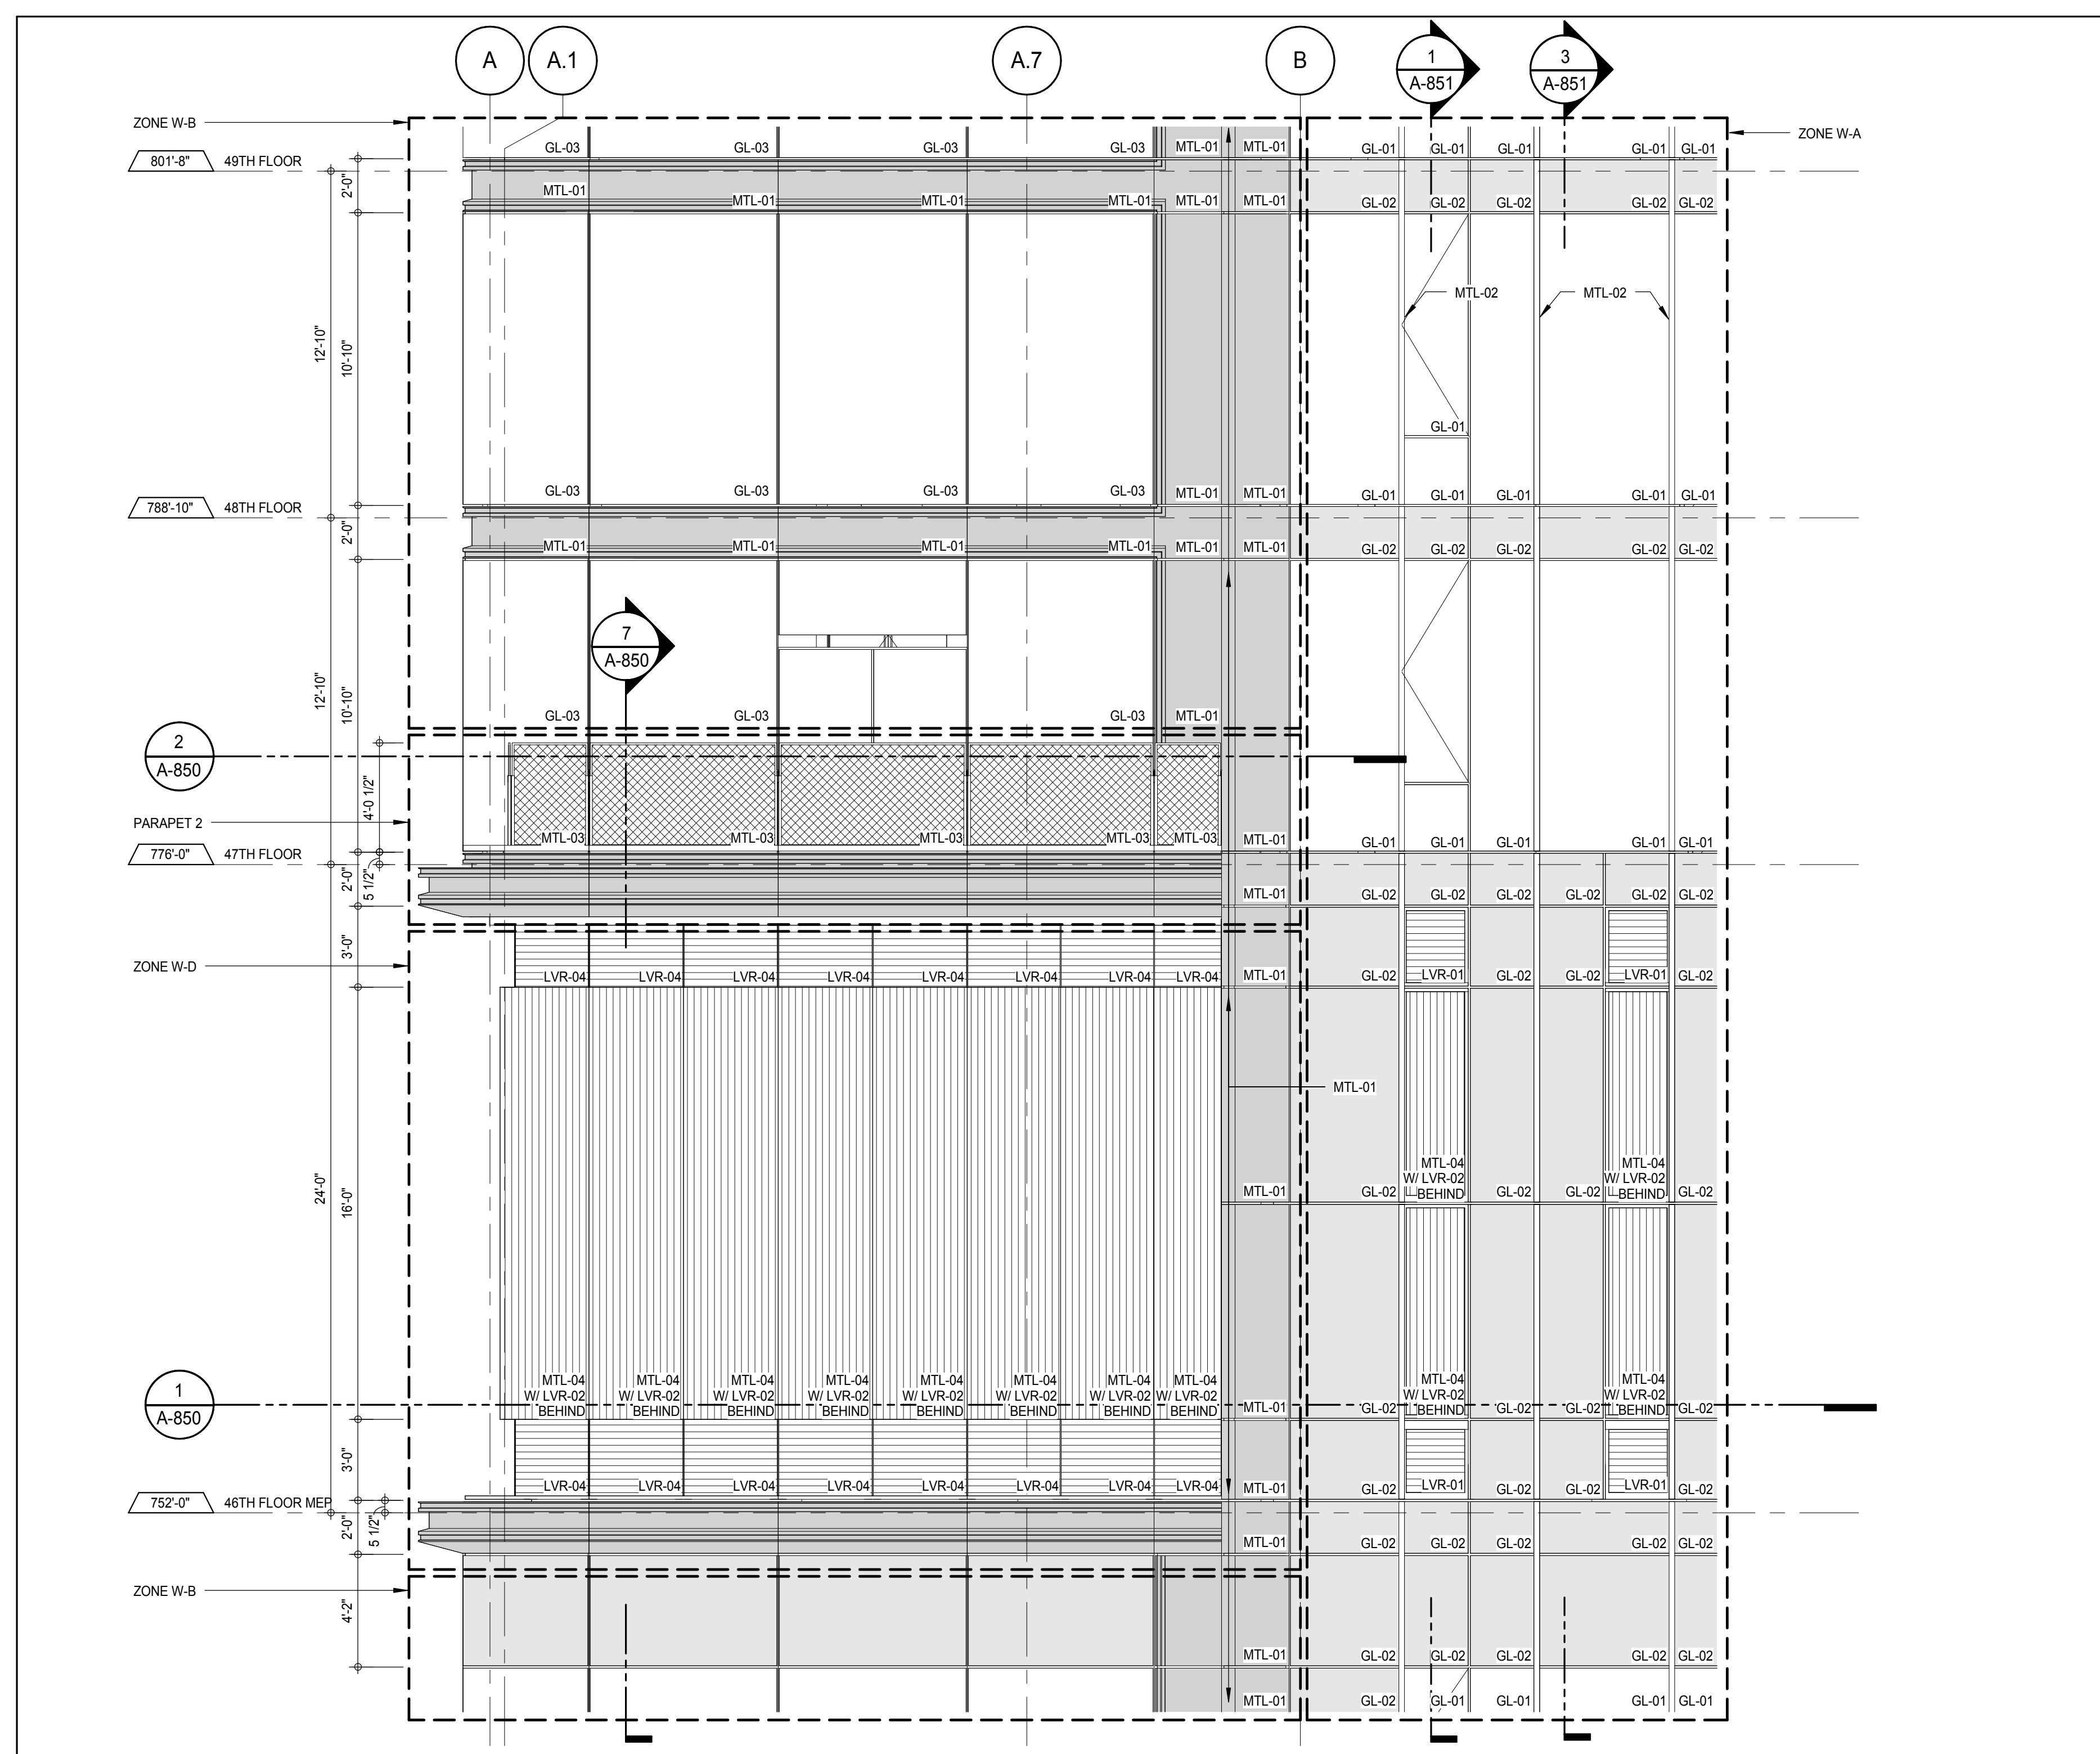 A A.1 A.7 B 1 3
A-851 A-851
ZONE W-B
ZONE W-A
GL-03 GL-03 GL-03 GL-03 MTL-01 MTL-01 GL-01 GL-01 GL-01 GL-01 GL-01
801'-8" 49TH FLOOR
2'-0"
MTL-01
MTL-01 MTL-01 MTL-01 MTL-01 MTL-01 GL-02 GL-02 GL-02 GL-02 GL-02
MTL-02 MTL-02
12'-10" 10'-10"
GL-01
GL-03 GL-03 GL-03 GL-03 MTL-01 MTL-01 GL-01 GL-01 GL-01 GL-01 GL-01
788'-10" 48TH FLOOR
2'-0"
MTL-01 MTL-01 MTL-01 MTL-01 MTL-01 MTL-01 GL-02 GL-02 GL-02 GL-02 GL-02
7
A-850
12'-10" 10'-10"
GL-03 GL-03 GL-03 MTL-01
2
A-850
4'-0 1/2"
PARAPET 2
MTL-03 MTL-03 MTL-03 MTL-03 MTL-03 MTL-01 GL-01 GL-01 GL-01 GL-01 GL-01
776'-0" 47TH FLOOR
2'-0" 5 1/2"
MTL-01 GL-02 GL-02 GL-02 GL-02 GL-02 GL-02
3'-0"
ZONE W-D
LVR-04 LVR-04 LVR-04 LVR-04 LVR-04 LVR-04 LVR-04 LVR-04 MTL-01 GL-02 LVR-01 GL-02 GL-02 LVR-01 GL-02
MTL-01
24'-0" 16'-0"
MTL-04 MTL-04
W/ LVR-02 W/ LVR-02
MTL-01 GL-02 BEHIND GL-02 GL-02 BEHIND GL-02
MTL-04 MTL-04 MTL-04 MTL-04 MTL-04 MTL-04 MTL-04 MTL-04 MTL-04 MTL-04
W/ LVR-02 W/ LVR-02 W/ LVR-02 W/ LVR-02 W/ LVR-02 W/ LVR-02 W/ LVR-02 W/ LVR-02 W/ LVR-02 W/ LVR-02
BEHIND BEHIND BEHIND BEHIND BEHIND BEHIND BEHIND BEHIND MTL-01 GL-02 BEHIND GL-02 GL-02 BEHIND GL-02
1
A-850
3'-0"
LVR-04 LVR-04 LVR-04 LVR-04 LVR-04 LVR-04 LVR-04 LVR-04 MTL-01 GL-02 LVR-01 GL-02 GL-02 LVR-01 GL-02
752'-0" 46TH FLOOR MEP
2'-0" 5 1/2"
MTL-01 GL-02 GL-02 GL-02 GL-02 GL-02
ZONE W-B
4'-2"
MTL-01 GL-02 GL-02 GL-02 GL-02 GL-02
MTL-01 GL-02 GL-01 GL-01 GL-01 GL-01